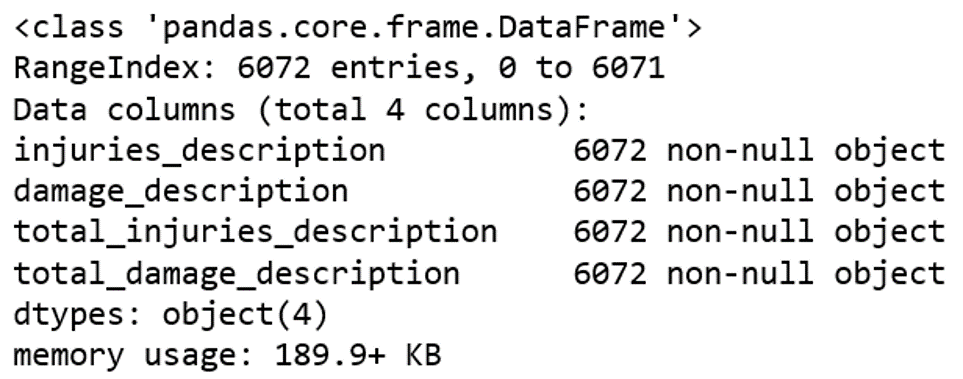 <class 'pandas.core.frame.DataFrame'>
RangeIndex: 6072 entries, 0 to 6071
Data columns (total 4 columns):
injuries_description          6072 non-null object
damage_description            6072 non-null object
total_injuries_description    6072 non-null object
total_damage_description      6072 non-null object
dtypes: object(4)
memory usage: 189.9+ KB